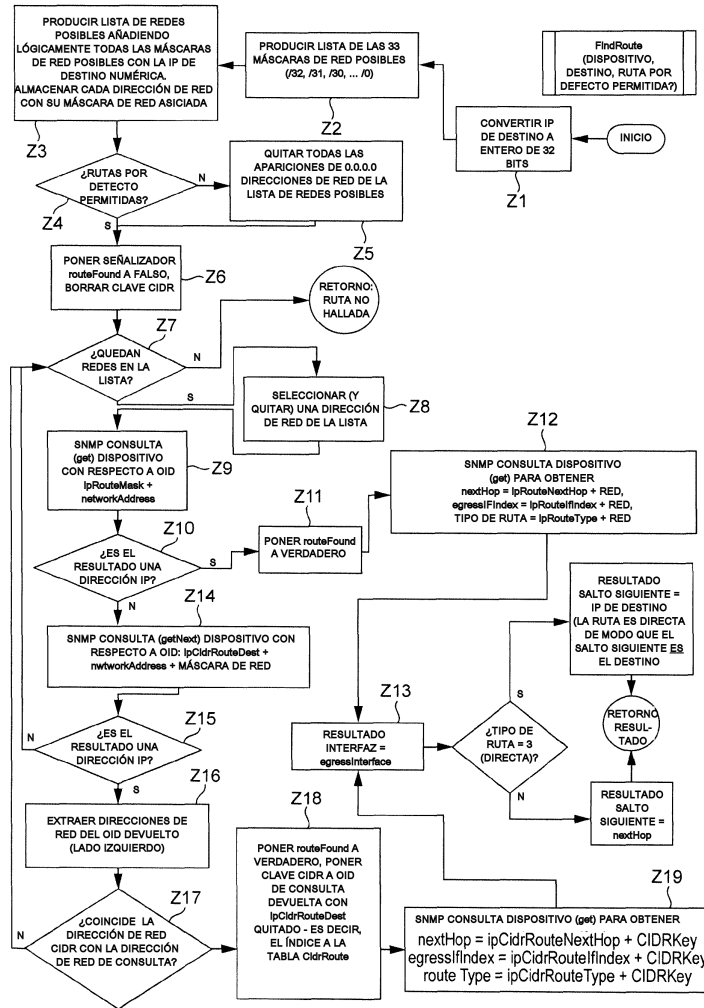 PRODUCIR LISTA DE REDES
POSIBLES AÑADIENDO
LÓGICAMENTE TODAS LAS
MÁSCARAS
DE RED POSIBLES CON LA IP DE
DESTINO NUMÉRICA.
ALMACENAR CADA DIRECCIÓN DE RED
CON SU MÁSCARA DE RED ASICIADA
Z3
PRODUCIR LISTA DE LAS 33
MÁSCARAS DE RED POSIBLES
(/32, /31, /30, ... /0)
Z2
FindRoute
(DISPOSITIVO,
DESTINO, RUTA POR
DEFECTO PERMITIDA?)
CONVERTIR IP
DE DESTINO A
ENTERO DE 32
BITS
Z1
INICIO
¿RUTAS POR
DETECTO
PERMITIDAS?
Z4
N
S
QUITAR TODAS LAS
APARICIONES DE 0.0.0.0
DIRECCIONES DE RED DE LA
LISTA DE REDES POSIBLES
Z5
PONER SEÑALIZADOR
routeFound A FALSO,
BORRAR CLAVE CIDR
Z6
RETORNO:
RUTA NO
HALLADA
Z7
¿QUEDAN
REDES EN LA
LISTA?
N
S
SELECCIONAR (Y
QUITAR) UNA DIRECCIÓN
DE RED DE LA LISTA
Z8
SNMP CONSULTA
(get) DISPOSITIVO
CON RESPECTO A OID
IpRouteMask +
networkAddress
Z9
Z10
¿ES EL
RESULTADO UNA
DIRECCIÓN IP?
S
N
Z11
PONER routeFound
A VERDADERO
Z12
SNMP CONSULTA DISPOSITIVO
(get) PARA OBTENER
nextHop = IpRouteNextHop + RED,
egressIFIndex = IpRouteIfIndex + RED,
TIPO DE RUTA = IpRouteType + RED
Z14
SNMP CONSULTA (getNext) DISPOSITIVO CON
RESPECTO A OID: IpCidrRouteDest +
nwtworkAddress + MÁSCARA DE RED
Z15
¿ES EL
RESULTADO UNA
DIRECCIÓN IP?
N
S
Z13
RESULTADO
INTERFAZ =
egressInterface
¿TIPO DE
RUTA = 3
(DIRECTA)?
S
N
RESULTADO
SALTO SIGUIENTE =
IP DE DESTINO
(LA RUTA ES DIRECTA
DE MODO QUE EL
SALTO SIGUIENTE ES
EL DESTINO
RETORNO
RESUL-
TADO
RESULTADO
SALTO
SIGUIENTE =
nextHop
Z16
EXTRAER DIRECCIONES DE
RED DEL OID DEVUELTO
(LADO IZQUIERDO)
Z17
¿COINCIDE LA
DIRECCIÓN DE RED
CIDR CON LA DIRECCIÓN
DE RED DE CONSULTA?
N
Z18
PONER routeFound A
VERDADERO, PONER
CLAVE CIDR A OID
DE CONSULTA
DEVUELTA CON
IpCidrRouteDest
QUITADO - ES DECIR,
EL ÍNDICE A LA
TABLA CidrRoute
Z19
SNMP CONSULTA DISPOSITIVO (get) PARA OBTENER
nextHop = ipCidrRouteNextHop + CIDRKey
egressIfIndex = ipCidrRouteIfIndex + CIDRKey
route Type = ipCidrRouteType + CIDRKey